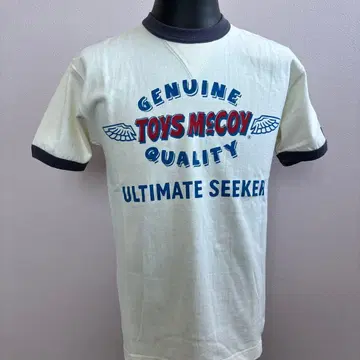 GENUINE
TOYS McCOY®
QUALITY
ULTIMATE SEEKER